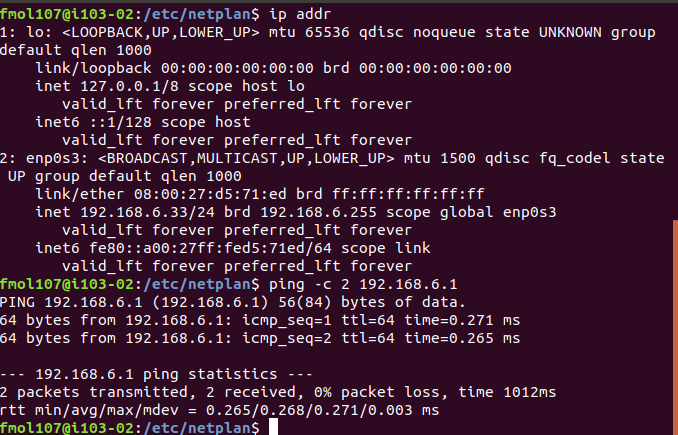 fmol107@i103-02:/etc/netplan$ ip addr
1: lo: <LOOPBACK,UP,LOWER_UP> mtu 65536 qdisc noqueue state UNKNOWN group
default qlen 1000
    link/loopback 00:00:00:00:00:00 brd 00:00:00:00:00:00
    inet 127.0.0.1/8 scope host lo
       valid_lft forever preferred_lft forever
    inet6 ::1/128 scope host
       valid_lft forever preferred_lft forever
2: enp0s3: <BROADCAST,MULTICAST,UP,LOWER_UP> mtu 1500 qdisc fq_codel state
 UP group default qlen 1000
    link/ether 08:00:27:d5:71:ed brd ff:ff:ff:ff:ff:ff
    inet 192.168.6.33/24 brd 192.168.6.255 scope global enp0s3
       valid_lft forever preferred_lft forever
    inet6 fe80::a00:27ff:fed5:71ed/64 scope link
       valid_lft forever preferred_lft forever
fmol107@i103-02:/etc/netplan$ ping -c 2 192.168.6.1
PING 192.168.6.1 (192.168.6.1) 56(84) bytes of data.
64 bytes from 192.168.6.1: icmp_seq=1 ttl=64 time=0.271 ms
64 bytes from 192.168.6.1: icmp_seq=2 ttl=64 time=0.265 ms

--- 192.168.6.1 ping statistics ---
2 packets transmitted, 2 received, 0% packet loss, time 1012ms
rtt min/avg/max/mdev = 0.265/0.268/0.271/0.003 ms
fmol107@i103-02:/etc/netplan$